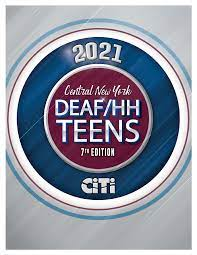 2021
Central New York
DEAF/HH
TEENS
7TH EDITION
CiTi